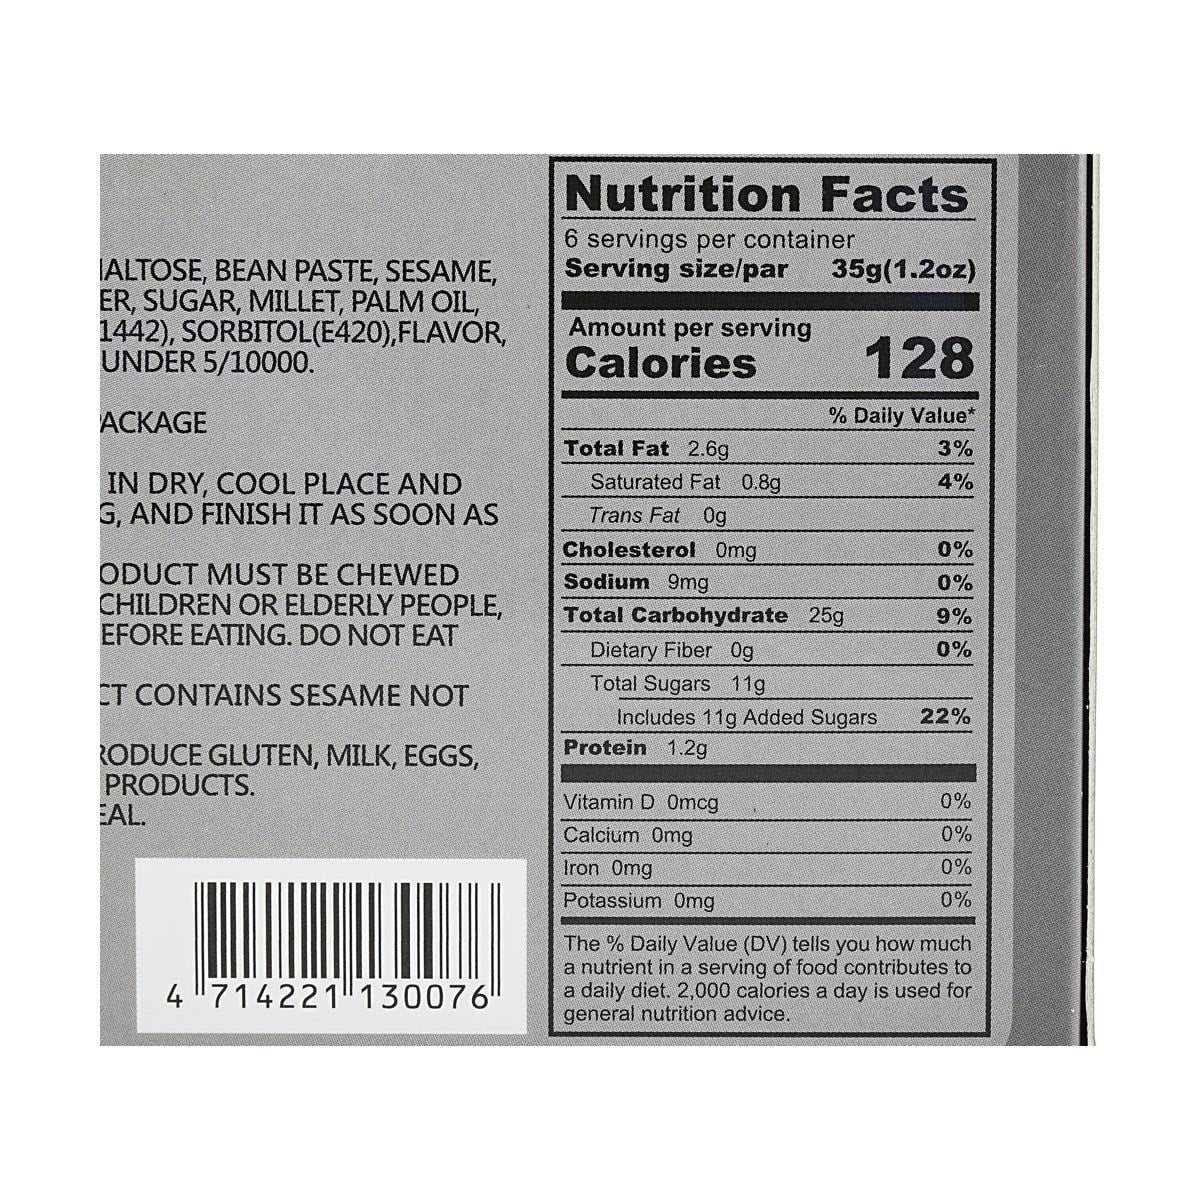 ALTOSE, BEAN PASTE, SESAME,
ER, SUGAR, MILLET, PALM OIL,
1442), SORBITOL(E420),FLAVOR,
UNDER 5/10000.
ACKAGE
IN DRY, COOL PLACE AND
G, AND FINISH IT AS SOON AS
ODUCT MUST BE CHEWED
CHILDREN OR ELDERLY PEOPLE,
EFORE EATING. DO NOT EAT
CT CONTAINS SESAME NOT
RODUCE GLUTEN, MILK, EGGS,
PRODUCTS.
EAL.
4 714221 130076
Nutrition Facts
6 servings per container
Serving size/par 35g(1.2oz)
Amount per serving
Calories 128
% Daily Value*
Total Fat 2.6g 3%
Saturated Fat 0.8g 4%
Trans Fat 0g
Cholesterol 0mg 0%
Sodium 9mg 0%
Total Carbohydrate 25g 9%
Dietary Fiber 0g 0%
Total Sugars 11g
Includes 11g Added Sugars 22%
Protein 1.2g
Vitamin D 0mcg 0%
Calcium 0mg 0%
Iron 0mg 0%
Potassium 0mg 0%
The % Daily Value (DV) tells you how much
a nutrient in a serving of food contributes to
a daily diet. 2,000 calories a day is used for
general nutrition advice.